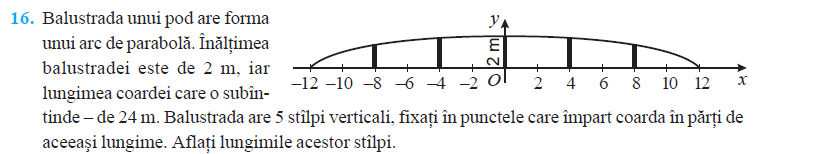 16. Balustrada unui pod are forma
unui arc de parabolă. Înălțimea
balustradei este de 2 m, iar
lungimea coardei care o subîn-
tinde – de 24 m. Balustrada are 5 stîlpi verticali, fixați în punctele care împart coarda în părți de
aceeași lungime. Aflați lungimile acestor stîlpi.
y
2 m
–12 –10 –8 –6 –4 –2 O 2 4 6 8 10 12 x